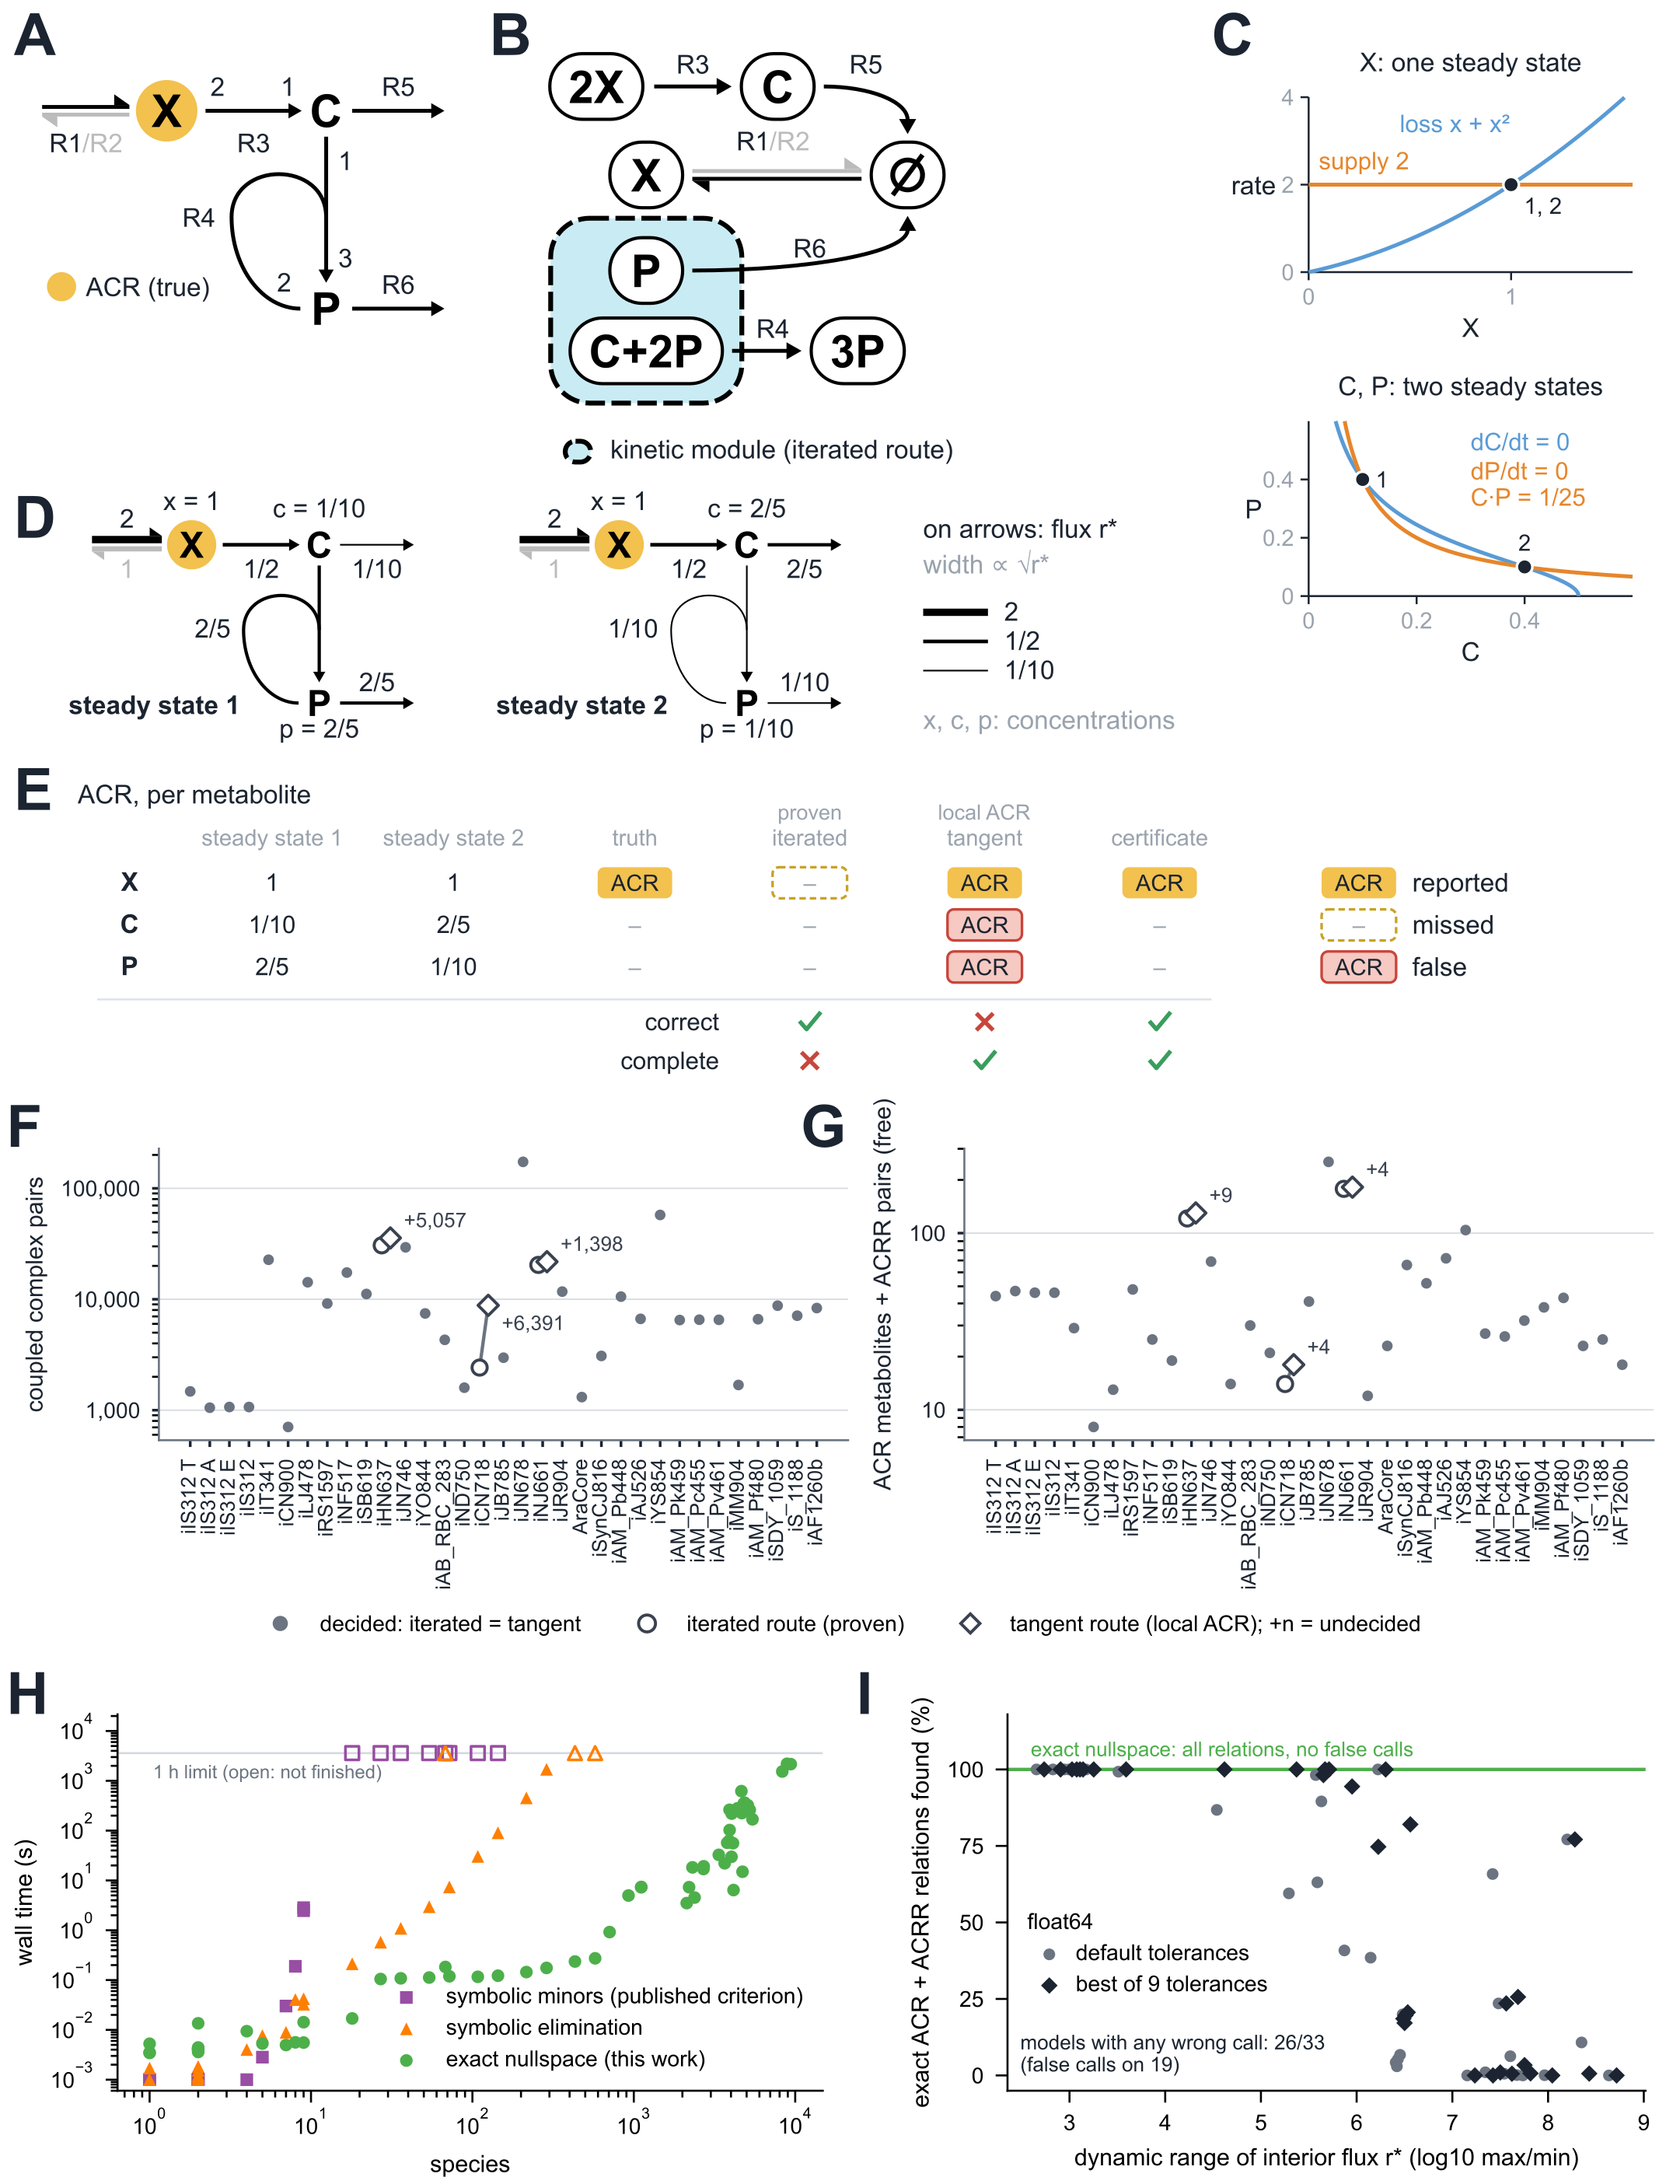 A
X
2
1
C
R5
R1/R2
R3
1
R4
3
2
P
R6
ACR (true)
B
2X
R3
C
R5
X
R1/R2
∅
P
R6
C+2P
R4
3P
kinetic module (iterated route)
C
X: one steady state
4
loss x + x²
supply 2
rate
2
1, 2
0
0
1
X
C, P: two steady states
dC/dt = 0
dP/dt = 0
C·P = 1/25
0.4
1
P
0.2
2
0
0
0.2
0.4
C
D
x = 1
c = 1/10
2
X
C
1
1/2
1/10
2/5
2/5
steady state 1
P
p = 2/5
x = 1
c = 2/5
2
X
C
1
1/2
2/5
1/10
1/10
steady state 2
P
p = 1/10
on arrows: flux r*
width ∝ √r*
2
1/2
1/10
x, c, p: concentrations
E
ACR, per metabolite
steady state 1
steady state 2
truth
proven
iterated
local ACR
tangent
certificate
X
1
1
ACR
–
ACR
ACR
ACR
reported
C
1/10
2/5
–
–
ACR
–
–
missed
P
2/5
1/10
–
–
ACR
–
ACR
false
correct
complete
F
coupled complex pairs
100,000
10,000
1,000
+5,057
+1,398
+6,391
iIS312 T
iIS312 A
iIS312 E
iIS312
iIT341
iCN900
iLJ478
iRS1597
iNF517
iSB619
iHN637
iJN746
iYO844
iAB_RBC_283
iND750
iCN718
iJB785
iJN678
iNJ661
iJR904
AraCore
iSynCJ816
iAM_Pb448
iAJ526
iYS854
iAM_Pk459
iAM_Pc455
iAM_Pv461
iMM904
iAM_Pf480
iSDY_1059
iS_1188
iAF1260b
G
ACR metabolites + ACRR pairs (free)
100
10
+9
+4
+4
iIS312 T
iIS312 A
iIS312 E
iIS312
iIT341
iCN900
iLJ478
iRS1597
iNF517
iSB619
iHN637
iJN746
iYO844
iAB_RBC_283
iND750
iCN718
iJB785
iJN678
iNJ661
iJR904
AraCore
iSynCJ816
iAM_Pb448
iAJ526
iYS854
iAM_Pk459
iAM_Pc455
iAM_Pv461
iMM904
iAM_Pf480
iSDY_1059
iS_1188
iAF1260b
decided: iterated = tangent
iterated route (proven)
tangent route (local ACR); +n = undecided
H
wall time (s)
10⁴
10³
10²
10¹
10⁰
10⁻¹
10⁻²
10⁻³
1 h limit (open: not finished)
symbolic minors (published criterion)
symbolic elimination
exact nullspace (this work)
10⁰
10¹
10²
10³
10⁴
species
I
exact ACR + ACRR relations found (%)
exact nullspace: all relations, no false calls
100
75
50
25
0
float64
default tolerances
best of 9 tolerances
models with any wrong call: 26/33
(false calls on 19)
3
4
5
6
7
8
9
dynamic range of interior flux r* (log10 max/min)